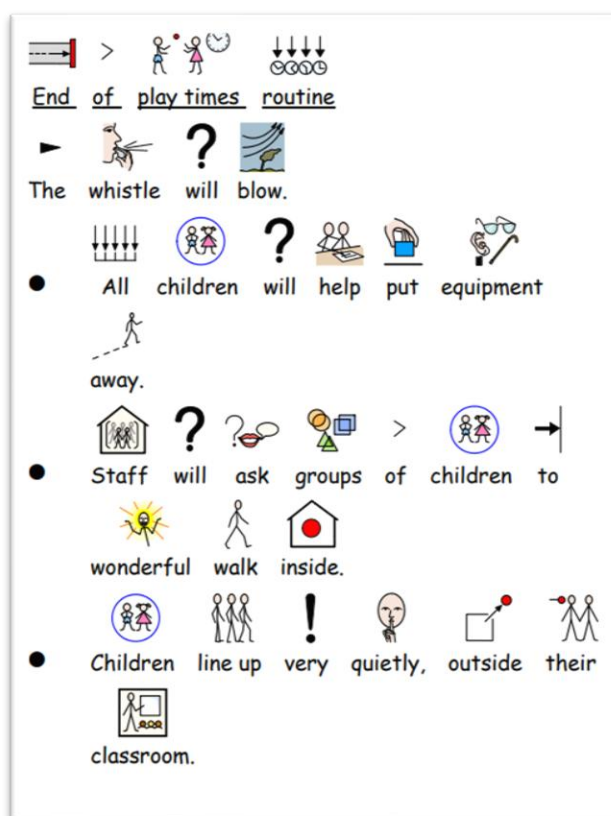 End of play times routine
The whistle will blow.
● All children will help put equipment
away.
● Staff will ask groups of children to
wonderful walk inside.
● Children line up very quietly, outside their
classroom.